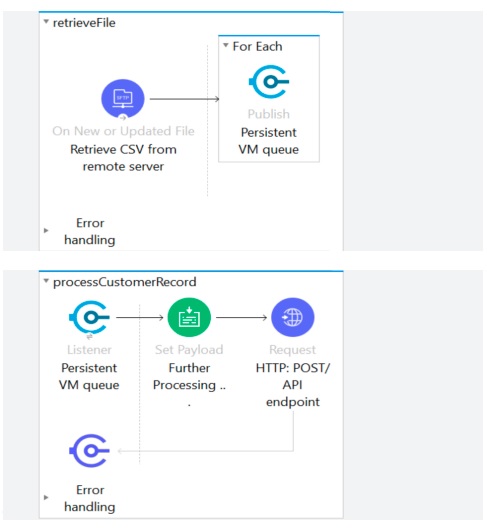 retrieveFile
For Each
SFTP
On New or Updated File
Retrieve CSV from
remote server
Publish
Persistent
VM queue
Error
handling
processCustomerRecord
Listener
Persistent
VM queue
Set Payload
Further
Processing ..
.
Request
HTTP: POST/
API
endpoint
Error
handling